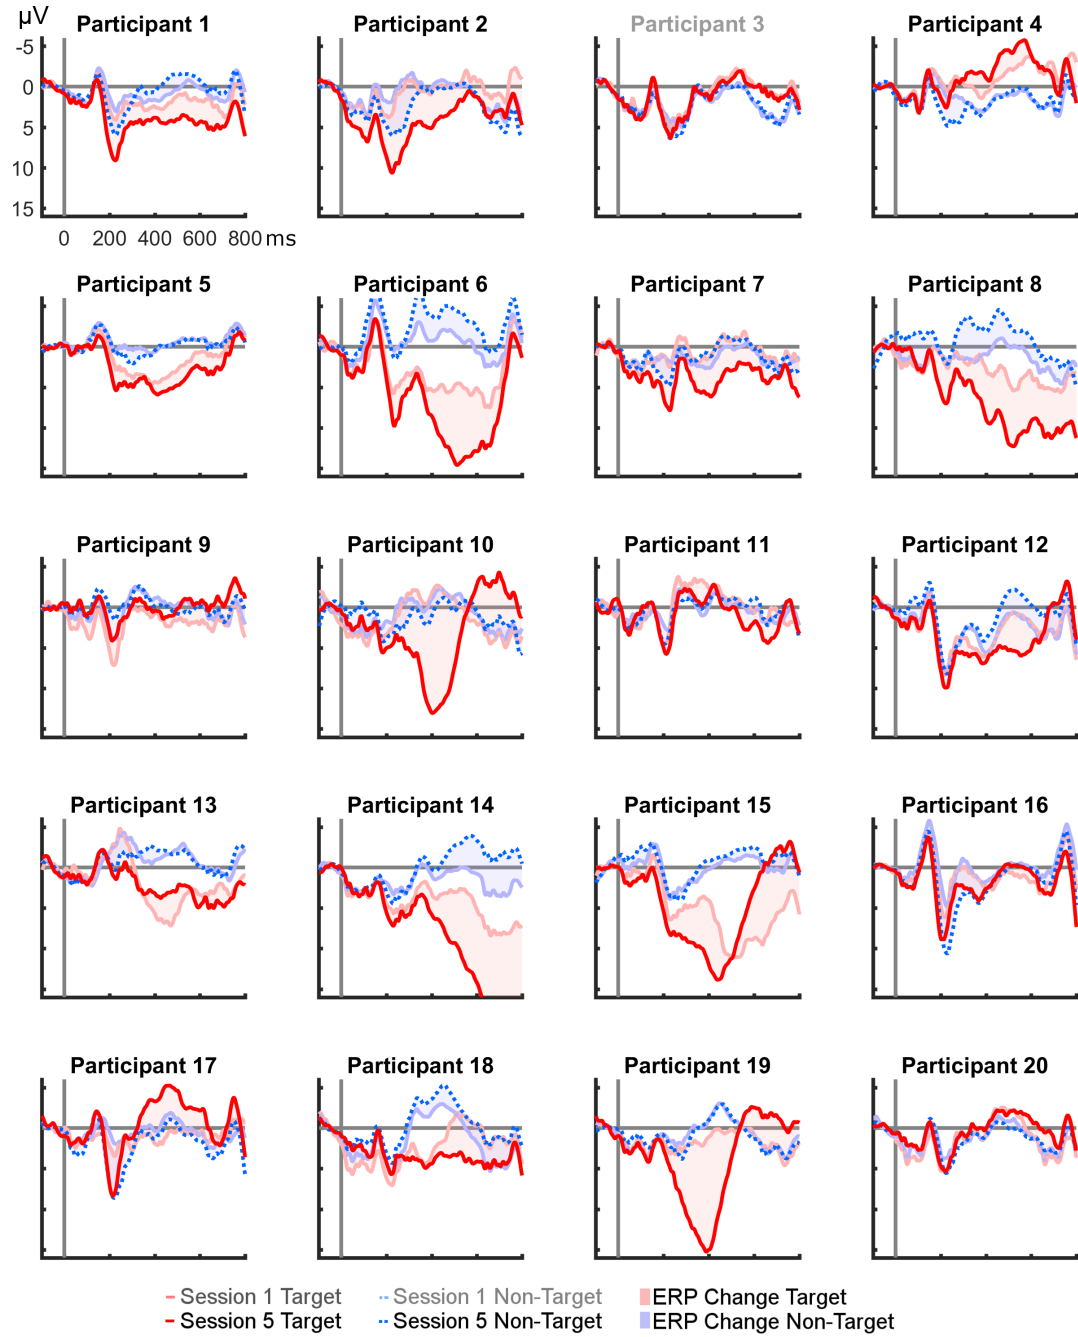 µV
Participant 1 Participant 2 Participant 3 Participant 4
-5
0
5
10
15
0 200 400 600 800 ms
Participant 5 Participant 6 Participant 7 Participant 8
Participant 9 Participant 10 Participant 11 Participant 12
Participant 13 Participant 14 Participant 15 Participant 16
Participant 17 Participant 18 Participant 19 Participant 20
Session 1 Target Session 1 Non-Target ERP Change Target
Session 5 Target Session 5 Non-Target ERP Change Non-Target